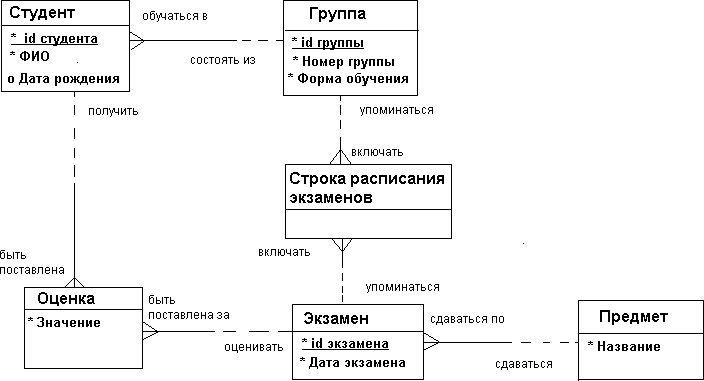 Студент
* id студента
* ФИО
о Дата рождения
обучаться в
состоять из
Группа
* id группы
* Номер группы
* Форма обучения
получить
упоминаться
включать
Строка расписания
экзаменов
включать
упоминаться
быть
поставлена
Оценка
* Значение
быть
поставлена за
оценивать
Экзамен
* id экзамена
* Дата экзамена
сдаваться по
сдаваться
Предмет
* Название